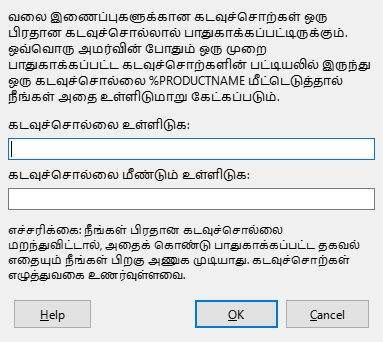 வலை இணைப்புகளுக்கான கடவுச்சொற்கள் ஒரு
பிரதான கடவுச்சொல்லால் பாதுகாக்கப்பட்டிருக்கும்.
ஒவ்வொரு அமர்வின் போதும் ஒரு முறை
பாதுகாக்கப்பட்ட கடவுச்சொற்களின் பட்டியலில் இருந்து
ஒரு கடவுச்சொல்லை %PRODUCTNAME மீட்டெடுத்தால்
நீங்கள் அதை உள்ளிடுமாறு கேட்கப்படும்.
கடவுச்சொல்லை உள்ளிடுக:
கடவுச்சொல்லை மீண்டும் உள்ளிடுக:
எச்சரிக்கை: நீங்கள் பிரதான கடவுச்சொல்லை
மறந்துவிட்டால், அதைக் கொண்டு பாதுகாக்கப்பட்ட தகவல்
எதையும் நீங்கள் பிறகு அணுக முடியாது. கடவுச்சொற்கள்
எழுத்துவகை உணர்வுள்ளவை.
Help OK Cancel